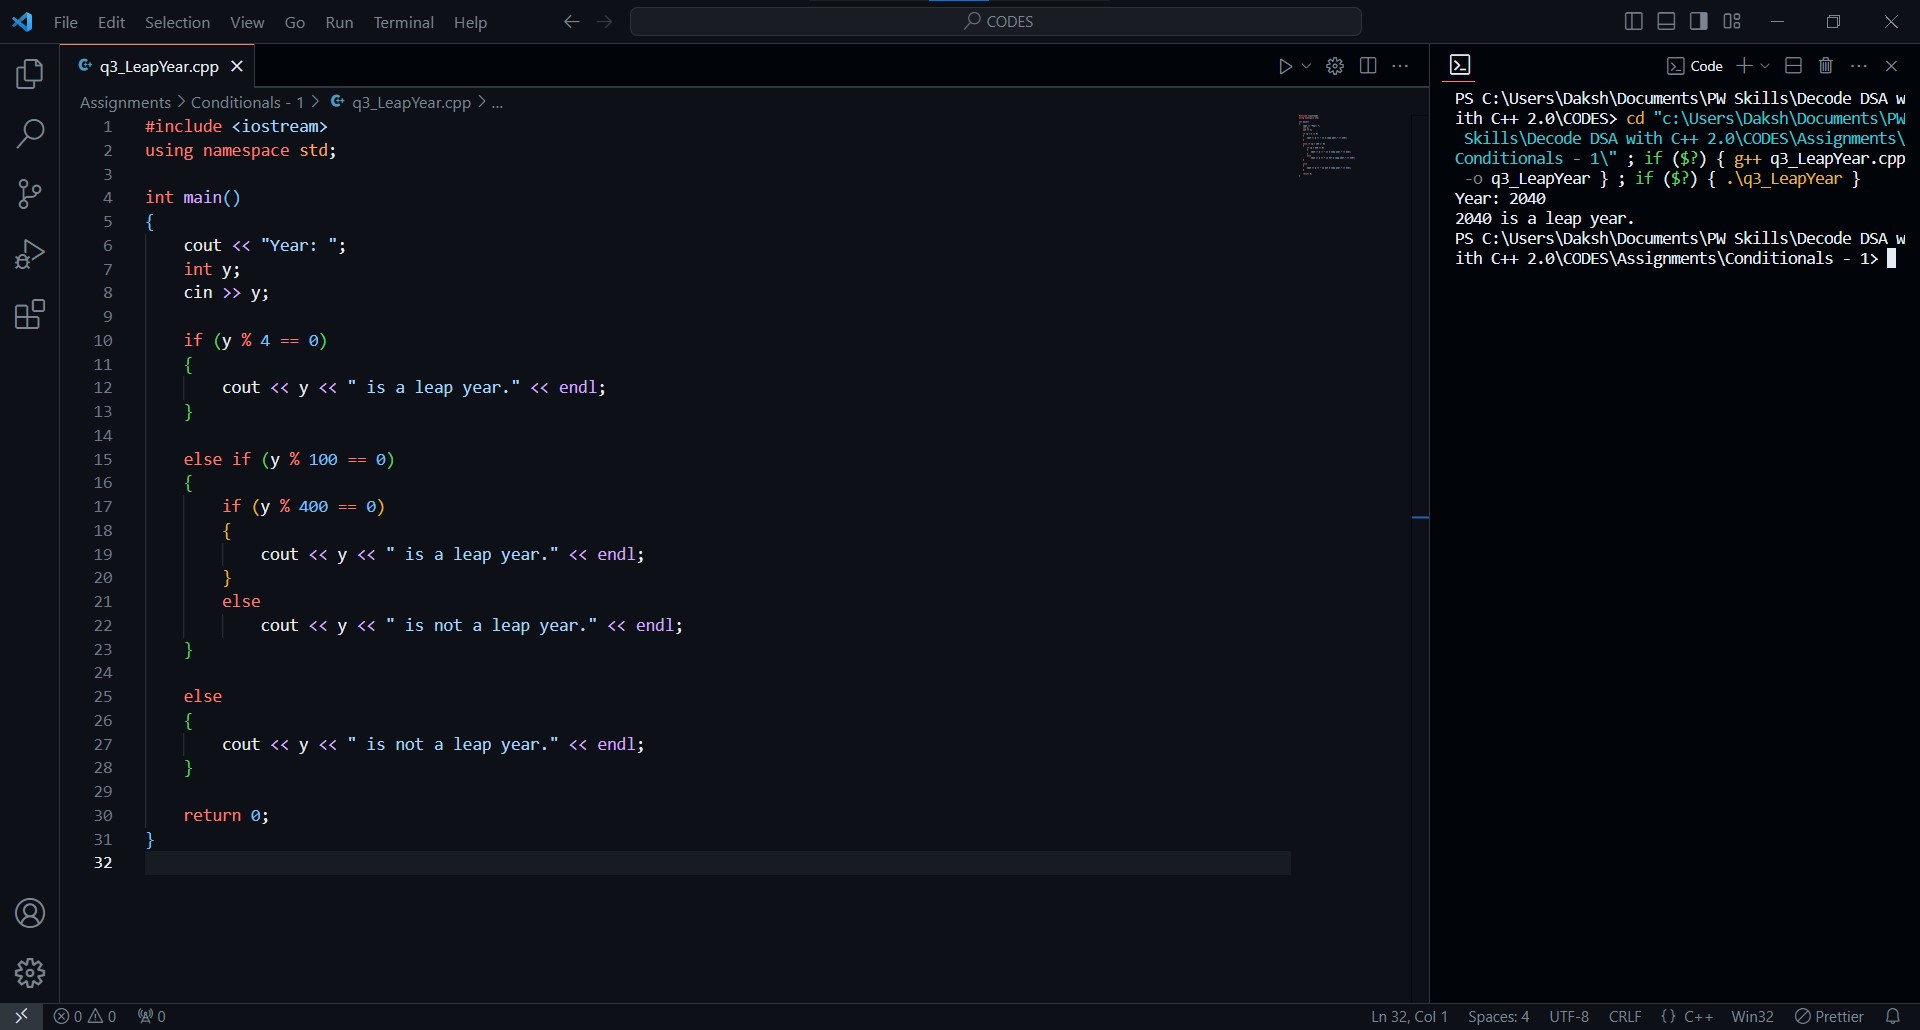 File Edit Selection View Go Run Terminal Help
CODES
q3_LeapYear.cpp
Assignments > Conditionals - 1 > q3_LeapYear.cpp > ...
1 #include <iostream>
2 using namespace std;
3
4 int main()
5 {
6 cout << "Year: ";
7 int y;
8 cin >> y;
9
10 if (y % 4 == 0)
11 {
12 cout << y << " is a leap year." << endl;
13 }
14
15 else if (y % 100 == 0)
16 {
17 if (y % 400 == 0)
18 {
19 cout << y << " is a leap year." << endl;
20 }
21 else
22 cout << y << " is not a leap year." << endl;
23 }
24
25 else
26 {
27 cout << y << " is not a leap year." << endl;
28 }
29
30 return 0;
31 }
32
Code
PS C:\Users\Daksh\Documents\PW Skills\Decode DSA w
ith C++ 2.0\CODES> cd "c:\Users\Daksh\Documents\PW
Skills\Decode DSA with C++ 2.0\CODES\Assignments\
Conditionals - 1\" ; if ($?) { g++ q3_LeapYear.cpp
-o q3_LeapYear } ; if ($?) { .\q3_LeapYear }
Year: 2040
2040 is a leap year.
PS C:\Users\Daksh\Documents\PW Skills\Decode DSA w
ith C++ 2.0\CODES\Assignments\Conditionals - 1>
0 0 0
Ln 32, Col 1 Spaces: 4 UTF-8 CRLF {} C++ Win32 Prettier